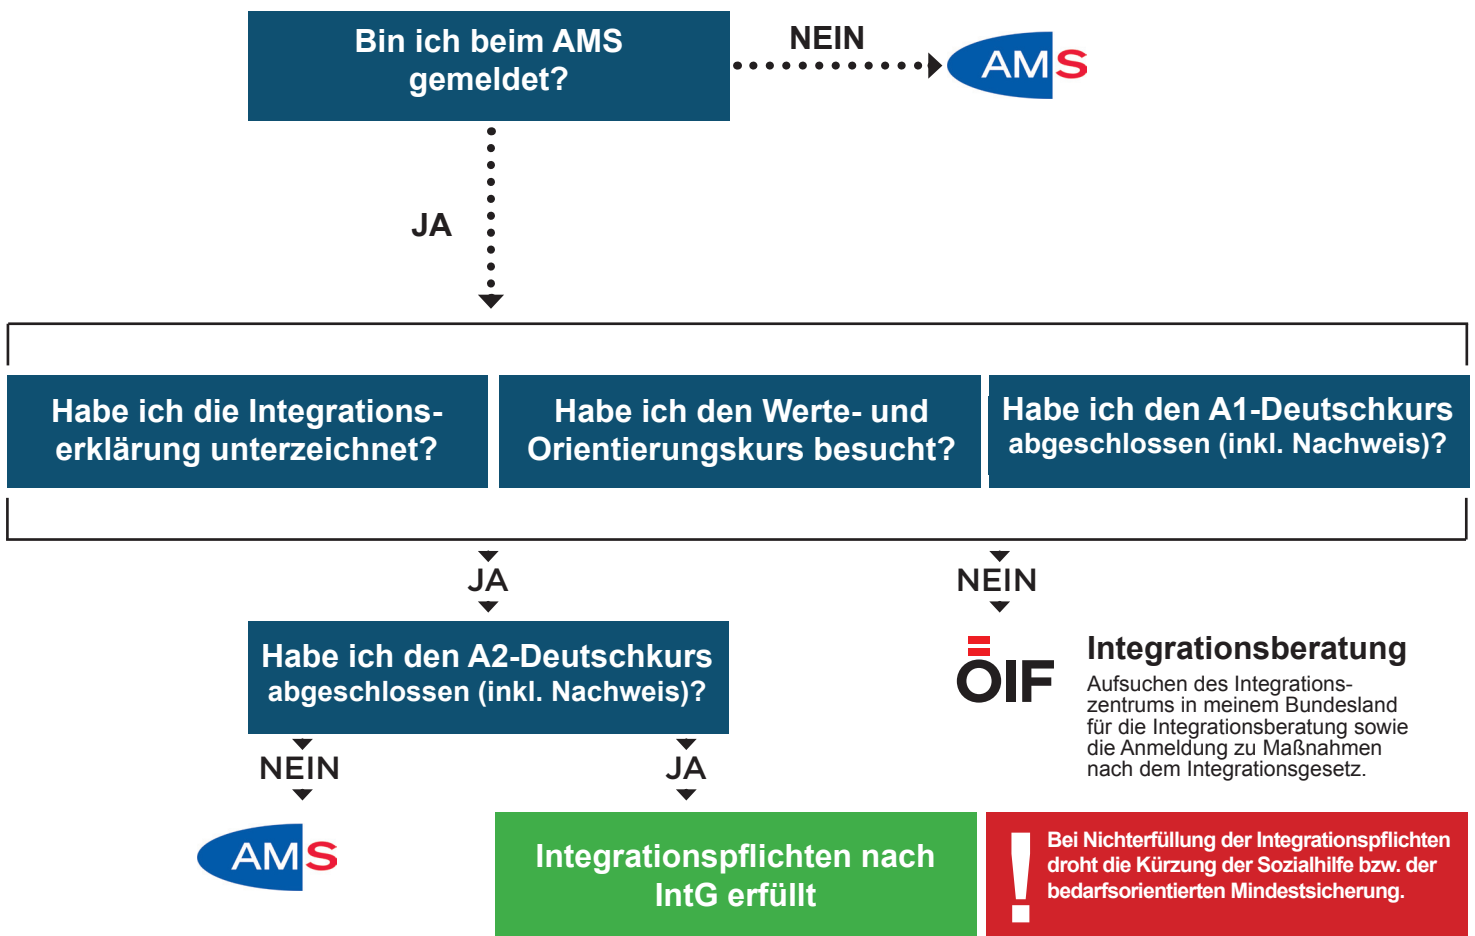 Bin ich beim AMS
gemeldet?
NEIN
AMS
JA
Habe ich die Integrations-
erklärung unterzeichnet?
Habe ich den Werte- und
Orientierungskurs besucht?
Habe ich den A1-Deutschkurs
abgeschlossen (inkl. Nachweis)?
JA
NEIN
Habe ich den A2-Deutschkurs
abgeschlossen (inkl. Nachweis)?
ÖIF
Integrationsberatung
Aufsuchen des Integrations-
zentrums in meinem Bundesland
für die Integrationsberatung sowie
die Anmeldung zu Maßnahmen
nach dem Integrationsgesetz.
NEIN
JA
AMS
Integrationspflichten nach
IntG erfüllt
!
Bei Nichterfüllung der Integrationspflichten
droht die Kürzung der Sozialhilfe bzw. der
bedarfsorientierten Mindestsicherung.